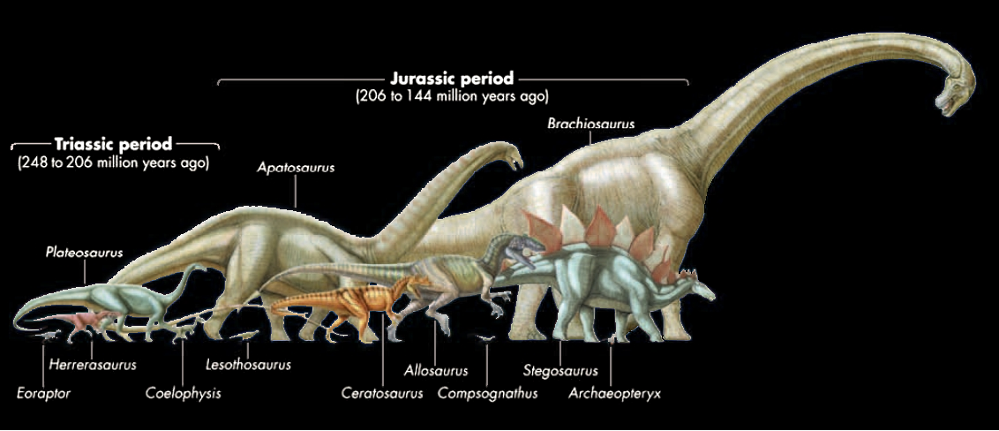 Jurassic period
(206 to 144 million years ago)
Brachiosaurus
Triassic period
(248 to 206 million years ago)
Apatosaurus
Plateosaurus
Herrerasaurus
Lesothosaurus
Allosaurus
Stegosaurus
Eoraptor
Coelophysis
Ceratosaurus
Compsognathus
Archaeopteryx